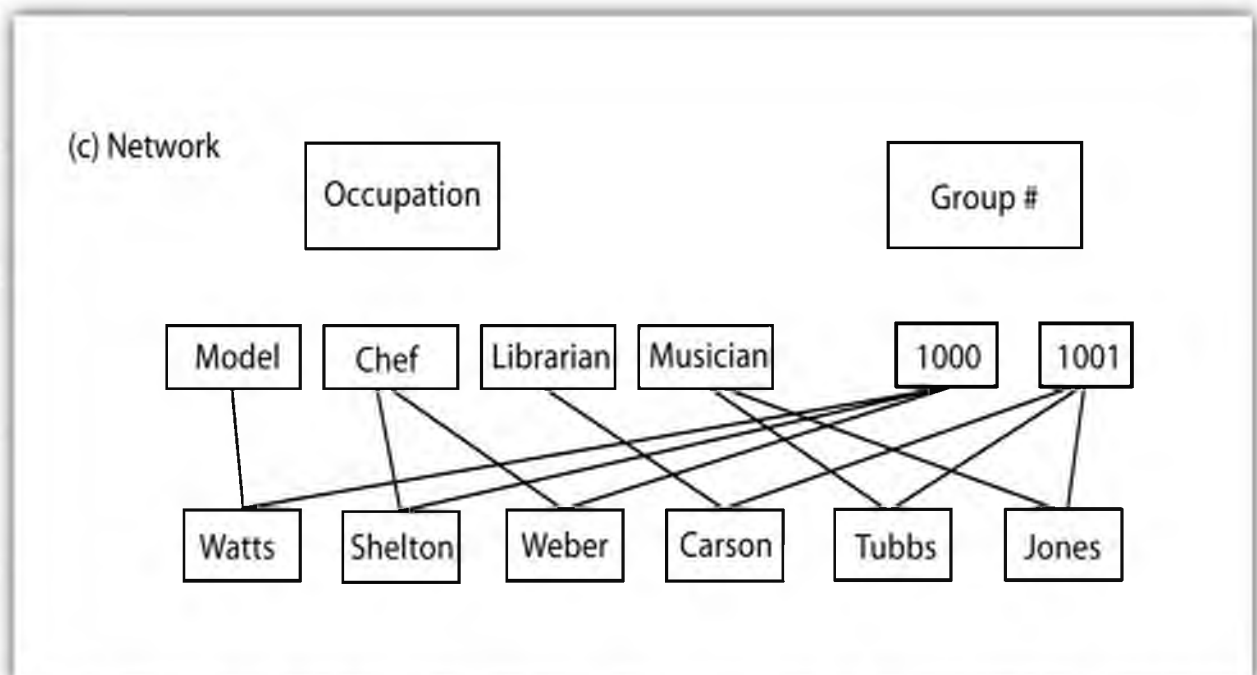 (c) Network
Occupation
Group #
Model
Chef
Librarian
Musician
1000
1001
Watts
Shelton
Weber
Carson
Tubbs
Jones